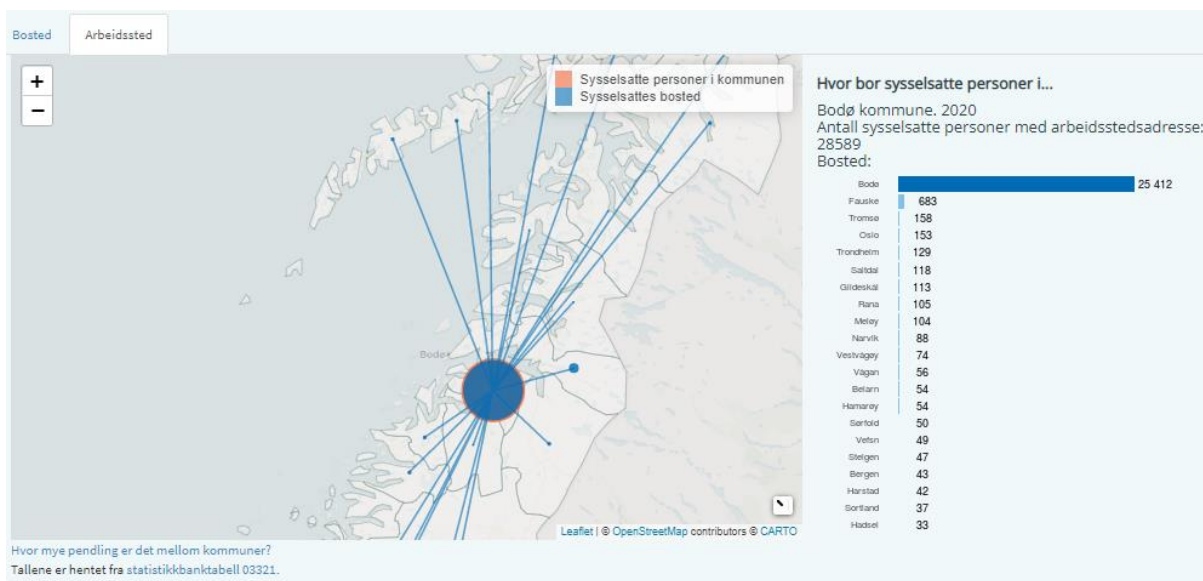 Bosted Arbeidssted
+
−
Sysselsatte personer i kommunen
Sysselsattes bosted
Bodø
Leaflet | © OpenStreetMap contributors © CARTO
Hvor bor sysselsatte personer i...
Bodø kommune. 2020
Antall sysselsatte personer med arbeidsstedsadresse:
28589
Bosted:
Bodø 25 412
Fauske 683
Tromsø 158
Oslo 153
Trondheim 129
Saltdal 118
Gildeskål 113
Rana 105
Meløy 104
Narvik 88
Vestvågøy 74
Vågan 56
Beiarn 54
Hamarøy 54
Sørfold 50
Vefsn 49
Steigen 47
Bergen 43
Harstad 42
Sortland 37
Hadsel 33
Hvor mye pendling er det mellom kommuner?
Tallene er hentet fra statistikkbanktabell 03321.